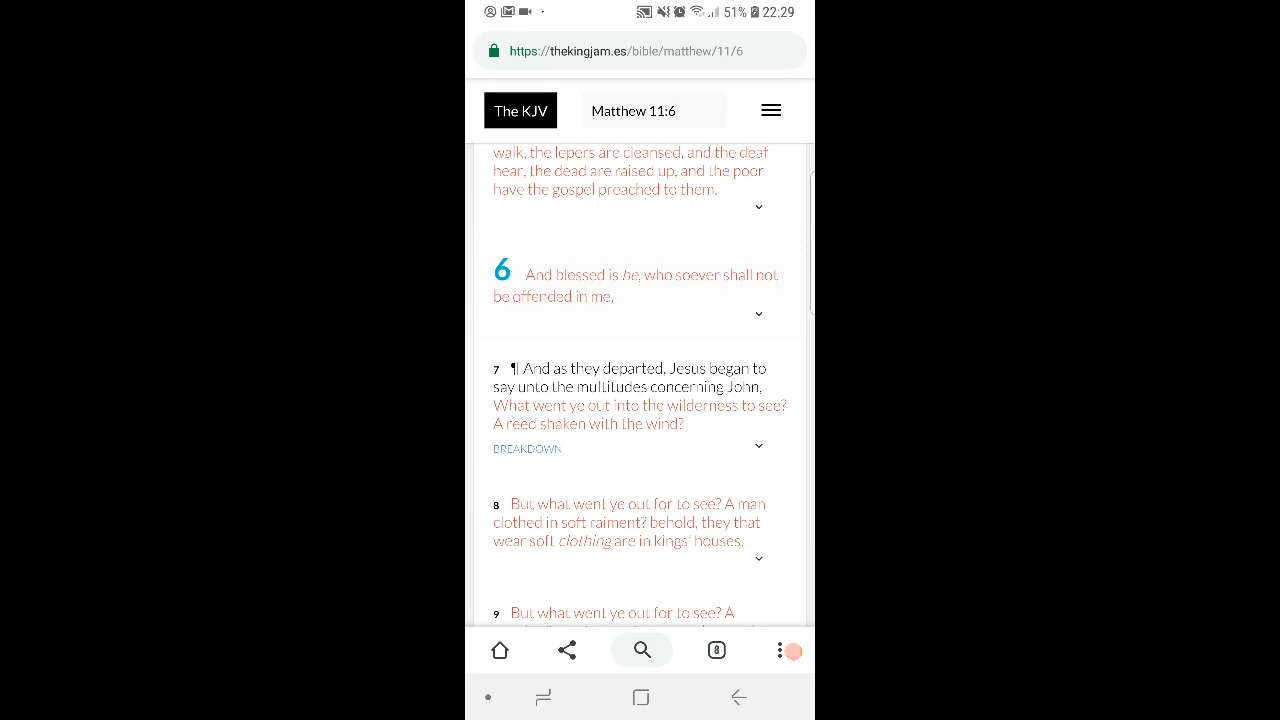 51% 22:29
https://thekingjam.es/bible/matthew/11/6
The KJV Matthew 11:6
walk, the lepers are cleansed, and the deaf
hear, the dead are raised up, and the poor
have the gospel preached to them.
6 And blessed is he, who soever shall not
be offended in me.
7 ¶ And as they departed, Jesus began to
say unto the multitudes concerning John,
What went ye out into the wilderness to see?
A reed shaken with the wind?
BREAKDOWN
8 But what went ye out for to see? A man
clothed in soft raiment? behold, they that
wear soft clothing are in kings' houses.
9 But what went ye out for to see? A
8